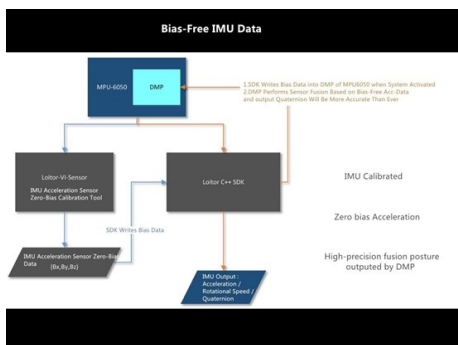 Bias-Free IMU Data
MPU-6050
DMP
1.SDK Writes Bias Data into DMP of MPU6050 when System Activated
2.DMP Performs Sensor Fusion Based on Bias-Free Acc-Data
and output Quaternion Will Be More Accurate Than Ever
Loitor-Vi-Sensor
IMU Acceleration Sensor
Zero-Bias Calibration Tool
Loitor C++ SDK
IMU Calibrated
Zero bias Acceleration
SDK Writes Bias Data
IMU Acceleration Sensor Zero-Bias
Data
(Bx,By,Bz)
High-precision fusion posture
outputed by DMP
IMU Output :
Acceleration /
Rotational Speed /
Quaternion